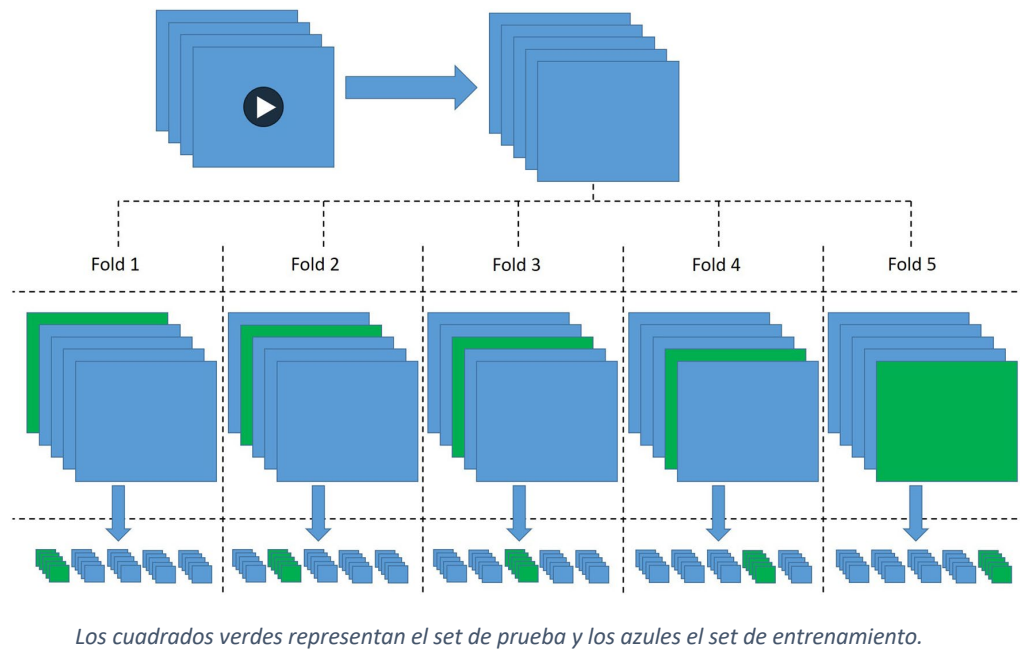 Fold 1 Fold 2 Fold 3 Fold 4 Fold 5
Los cuadrados verdes representan el set de prueba y los azules el set de entrenamiento.